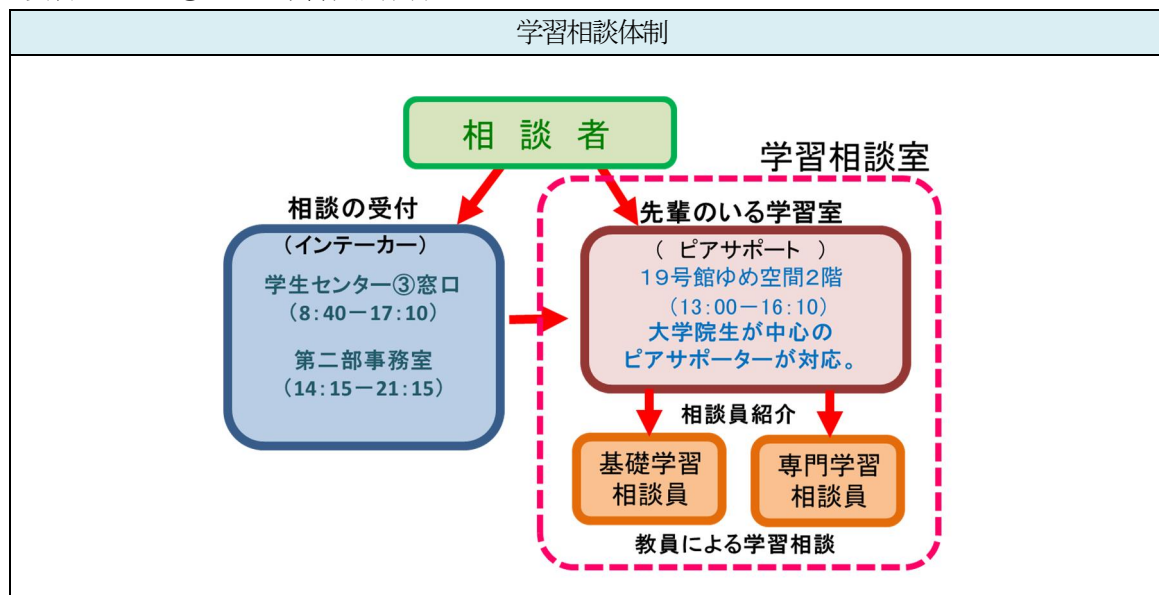 学習相談体制
相 談 者
学習相談室
相談の受付
(インテーカー)
学生センター③窓口
(8:40-17:10)
第二部事務室
(14:15-21:15)
先輩のいる学習室
( ピアサポート )
19号館ゆめ空間2階
(13:00-16:10)
大学院生が中心の
ピアサポーターが対応。
相談員紹介
基礎学習
相談員
専門学習
相談員
教員による学習相談